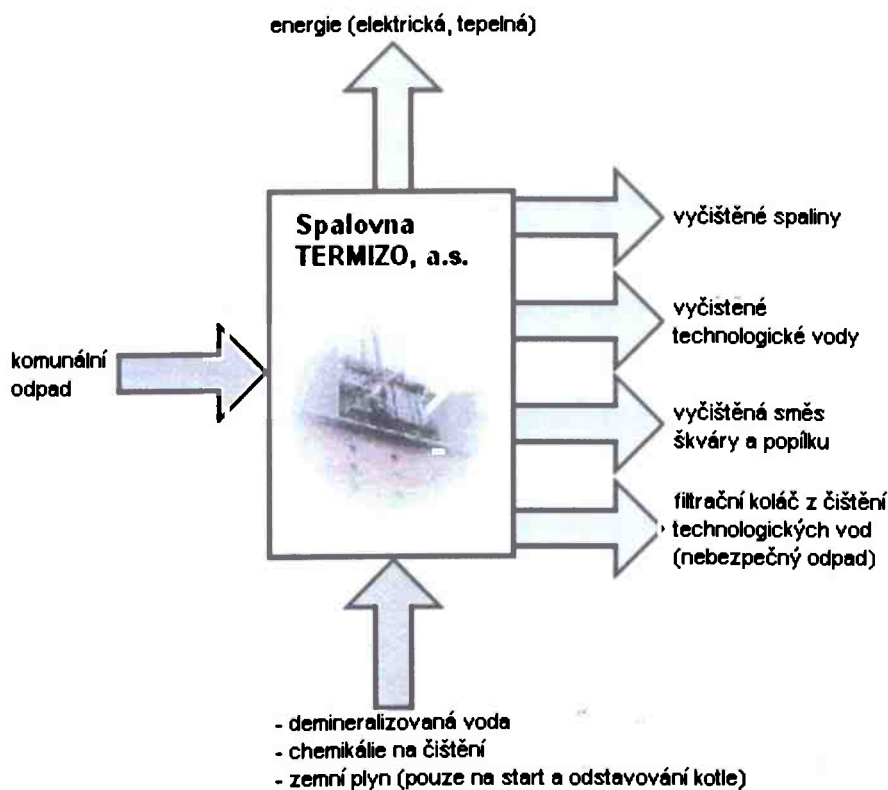 energie (elektrická, tepelná)
Spalovna
TERMIZO, a.s.
komunální
odpad
vyčištěné spaliny
vyčistené
technologické vody
vyčištěná směs
škváry a popílku
filtrační koláč z čištění
technologických vod
(nebezpečný odpad)
- demineralizovaná voda
- chemikálie na čištění
- zemní plyn (pouze na start a odstavování kotle)